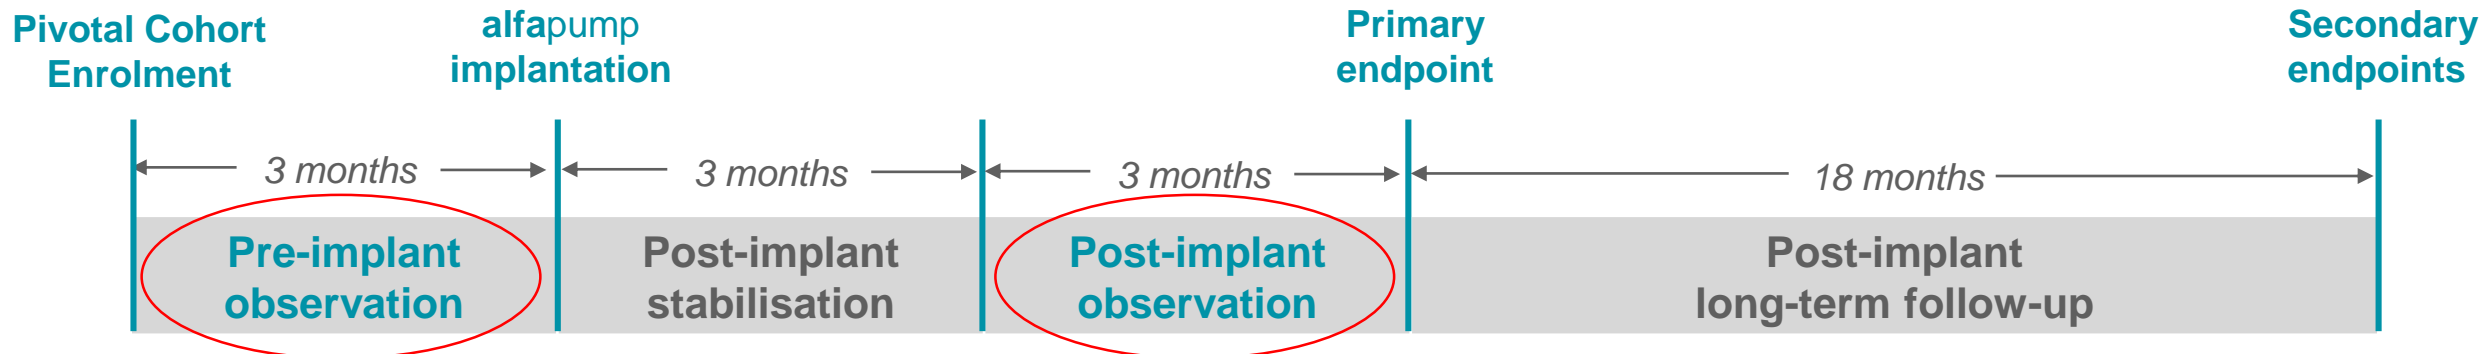 Pivotal Cohort
Enrolment
alfapump
implantation
Primary
endpoint
Secondary
endpoints
3 months
3 months
3 months
18 months
Pre-implant
observation
Post-implant
stabilisation
Post-implant
observation
Post-implant
long-term follow-up